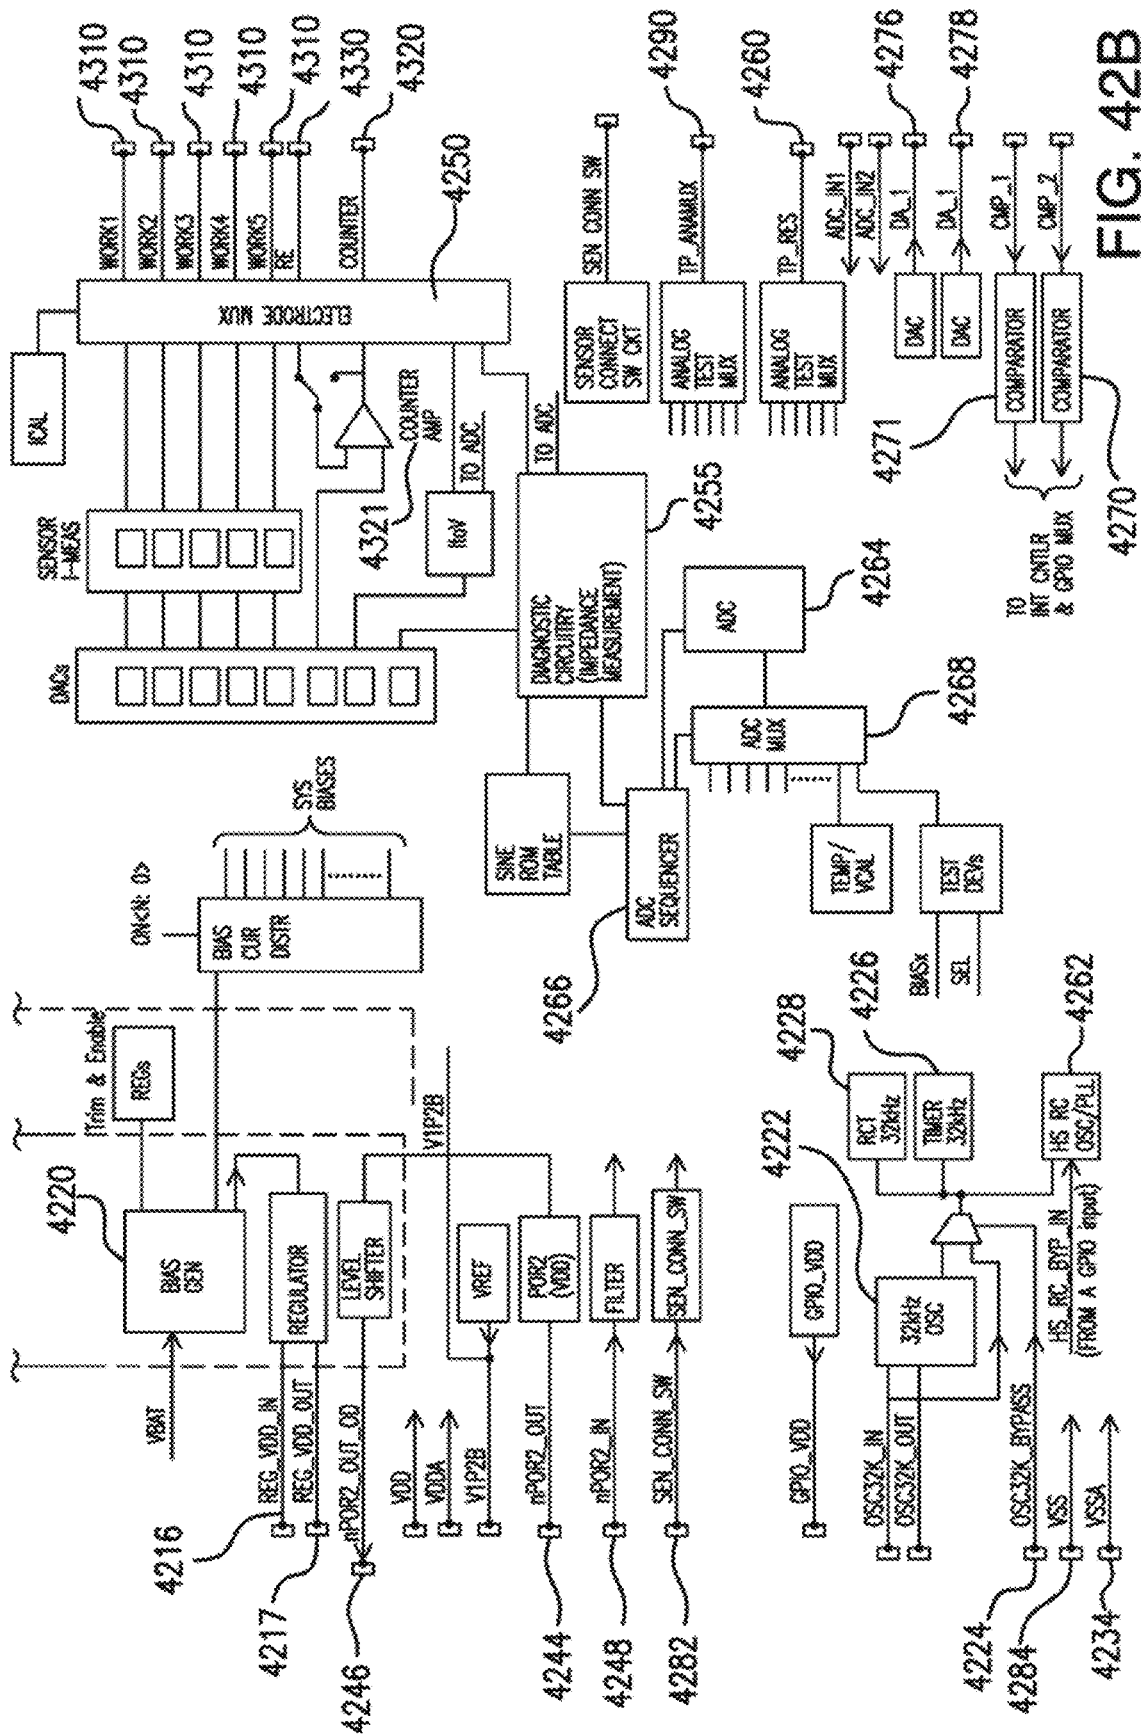 VBAT
4216
REG_VDD_IN
4217
REG_VDD_OUT
4246
nPOR2_OUT_OD
VDD
VDDA
V1P2B
4244
nPOR2_OUT
4248
nPOR2_IN
4282
SEN_CONN_SW
4220
BIAS
GEN
REGs
Trim & Enable
REGULATOR
LEVEL
SHIFTER
V1P2B
VREF
POR2
(VDD)
FILTER
SEN_CONN_SW
ON<N: 0>
BIAS
CUR
DISTR
SYS
BIASES
GPIO_VDD
GPIO_VDD
OSC32K_IN
OSC32K_OUT
4222
32kHz
OSC
4228
RCT
32kHz
4226
TIMER
32kHz
4224
OSC32K_BYPASS
4284
VSS
4234
VSSA
HS_RC_BYP_IN
(FROM A GPIO input)
HS RC
OSC/PLL
4262
DACs
SENSOR
I-MEAS
ICAL
ELECTRODE MUX
WORK1
4310
WORK2
4310
WORK3
4310
WORK4
4310
WORK5
4310
RE
4330
COUNTER
4320
4250
4321
COUNTER
AMP
TO ADC
HoV
SINE
ROM
TABLE
DIAGNOSTIC
CIRCUITRY
(IMPEDANCE
MEASUREMENT)
TO ADC
4255
4266
ADC
SEQUENCER
ADC
MUX
4268
ADC
4264
TEMP/
VCAL
BIASx
SEL
TEST
DEVs
SENSOR
CONNECT
SW CKT
SEN CONN SW
ANALOG
TEST
MUX
TP_ANAMUX
4290
ANALOG
TEST
MUX
TP_RES
4260
ADC_IN1
ADC_IN2
DAC
DA_1
4276
DAC
DA_1
4278
4271
COMPARATOR
CMP_1
COMPARATOR
CMP_2
4270
TO
INT CNTLR
& GPIO MUX
FIG. 42B